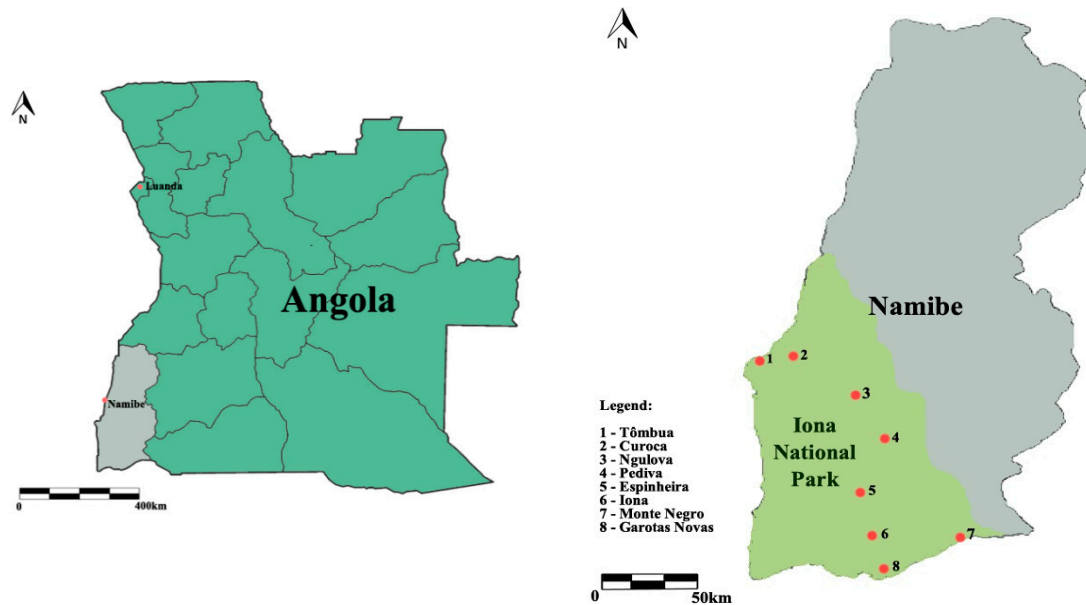 N
Luanda
Angola
Namibe
0
400km
N
Namibe
1
2
3
4
5
6
7
8
Iona
National
Park
Legend:
1 - Tômbua
2 - Curoca
3 - Ngulova
4 - Pediva
5 - Espinheira
6 - Iona
7 - Monte Negro
8 - Garotas Novas
0
50km